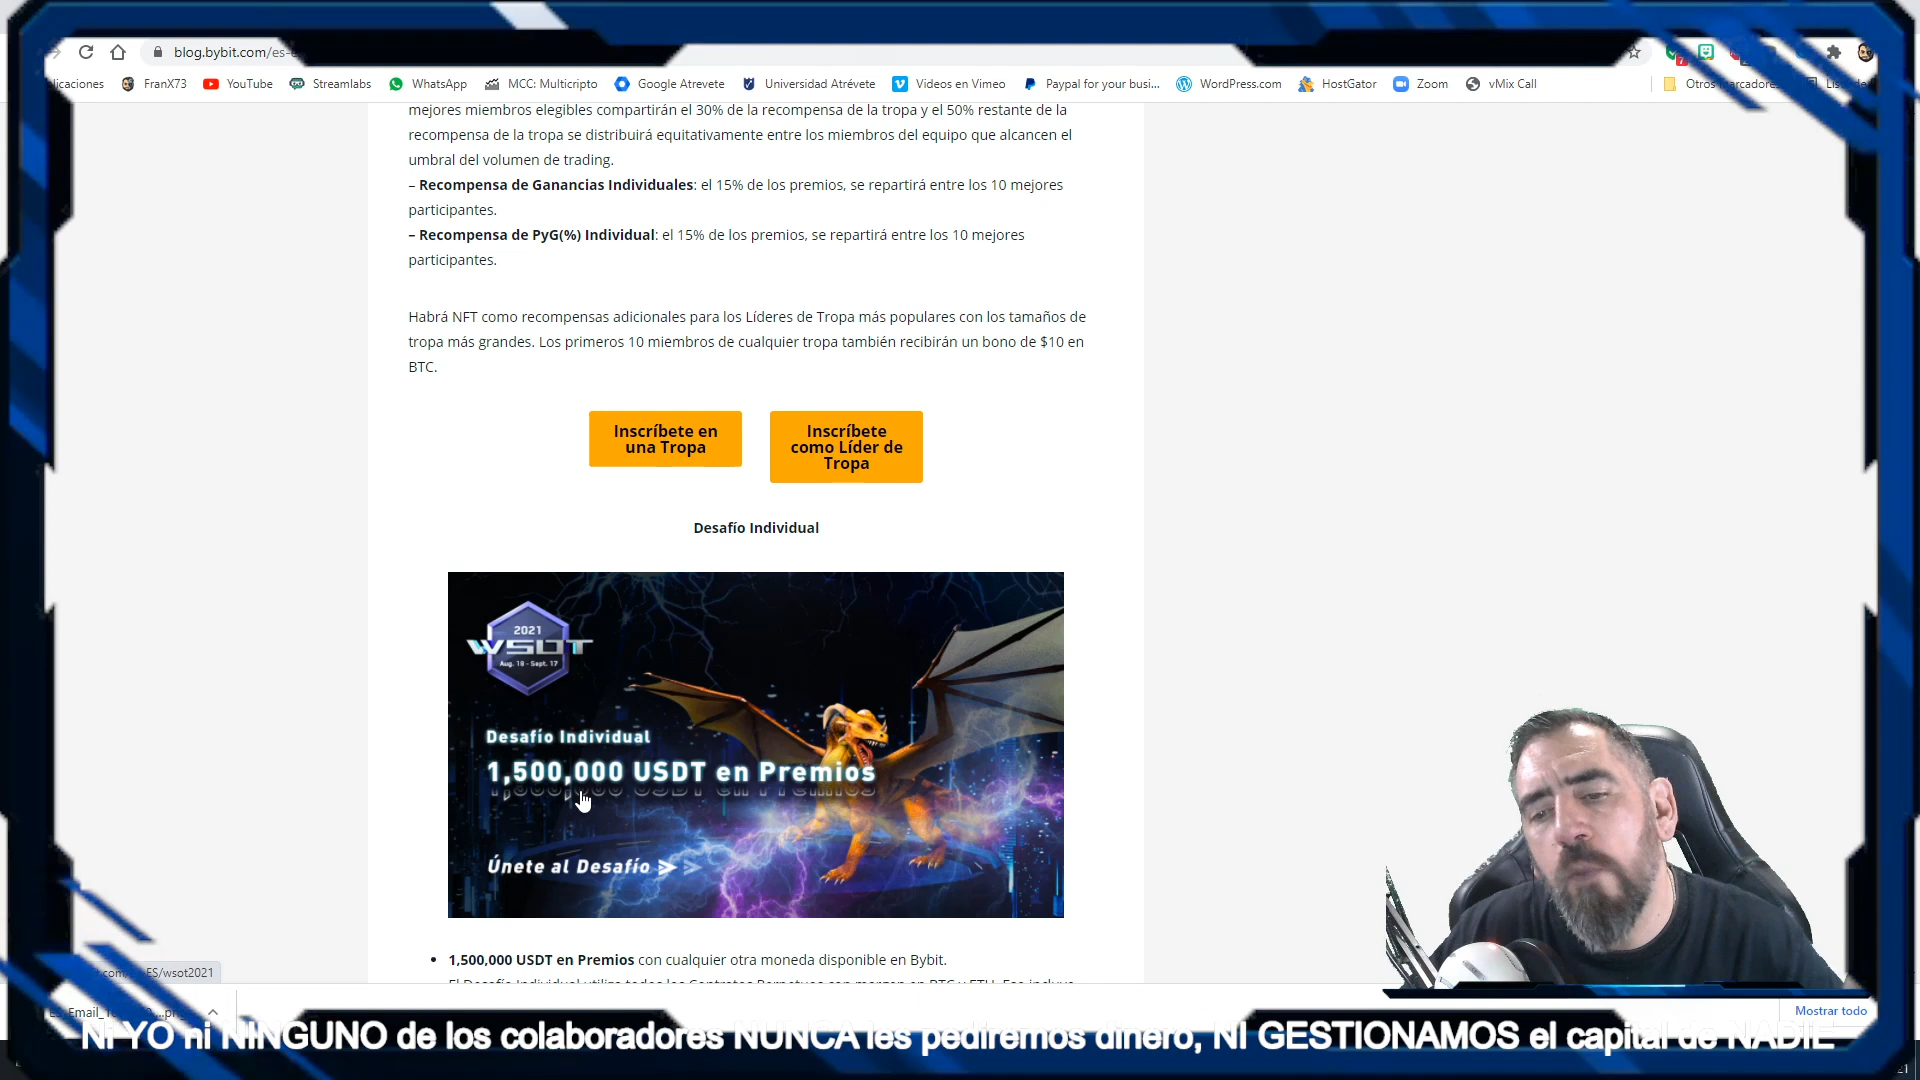 blog.bybit.com/es-e
licaciones FranX73 YouTube Streamlabs WhatsApp MCC: Multicripto Google Atrevete Universidad Atrévete Videos en Vimeo Paypal for your busi... WordPress.com HostGator Zoom vMix Call Otros marcadores
mejores miembros elegibles compartirán el 30% de la recompensa de la tropa y el 50% restante de la
recompensa de la tropa se distribuirá equitativamente entre los miembros del equipo que alcancen el
umbral del volumen de trading.
– Recompensa de Ganancias Individuales: el 15% de los premios, se repartirá entre los 10 mejores
participantes.
– Recompensa de PyG(%) Individual: el 15% de los premios, se repartirá entre los 10 mejores
participantes.
Habrá NFT como recompensas adicionales para los Líderes de Tropa más populares con los tamaños de
tropa más grandes. Los primeros 10 miembros de cualquier tropa también recibirán un bono de $10 en
BTC.
Inscríbete en
una Tropa
Inscríbete
como Líder de
Tropa
Desafío Individual
2021
WSOT
Aug. 18 - Sept. 17
Desafío Individual
1,500,000 USDT en Premios
Únete al Desafío
• 1,500,000 USDT en Premios con cualquier otra moneda disponible en Bybit.
ES/wsot2021
Mostrar todo
Ni YO ni NINGUNO de los colaboradores NUNCA les pediremos dinero, NI GESTIONAMOS el capital de NADIE